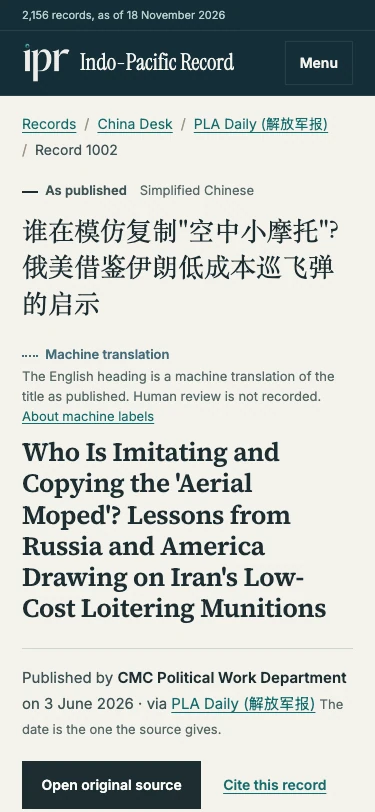 2,156 records, as of 18 November 2026
ipr Indo-Pacific Record
Menu
Records / China Desk / PLA Daily (解放军报)
/ Record 1002
As published Simplified Chinese
谁在模仿复制"空中小摩托"?
俄美借鉴伊朗低成本巡飞弹
的启示
Machine translation
The English heading is a machine translation of the
title as published. Human review is not recorded.
About machine labels
Who Is Imitating and
Copying the 'Aerial
Moped'? Lessons from
Russia and America
Drawing on Iran's Low-
Cost Loitering Munitions
Published by CMC Political Work Department
on 3 June 2026 · via PLA Daily (解放军报) The
date is the one the source gives.
Open original source Cite this record